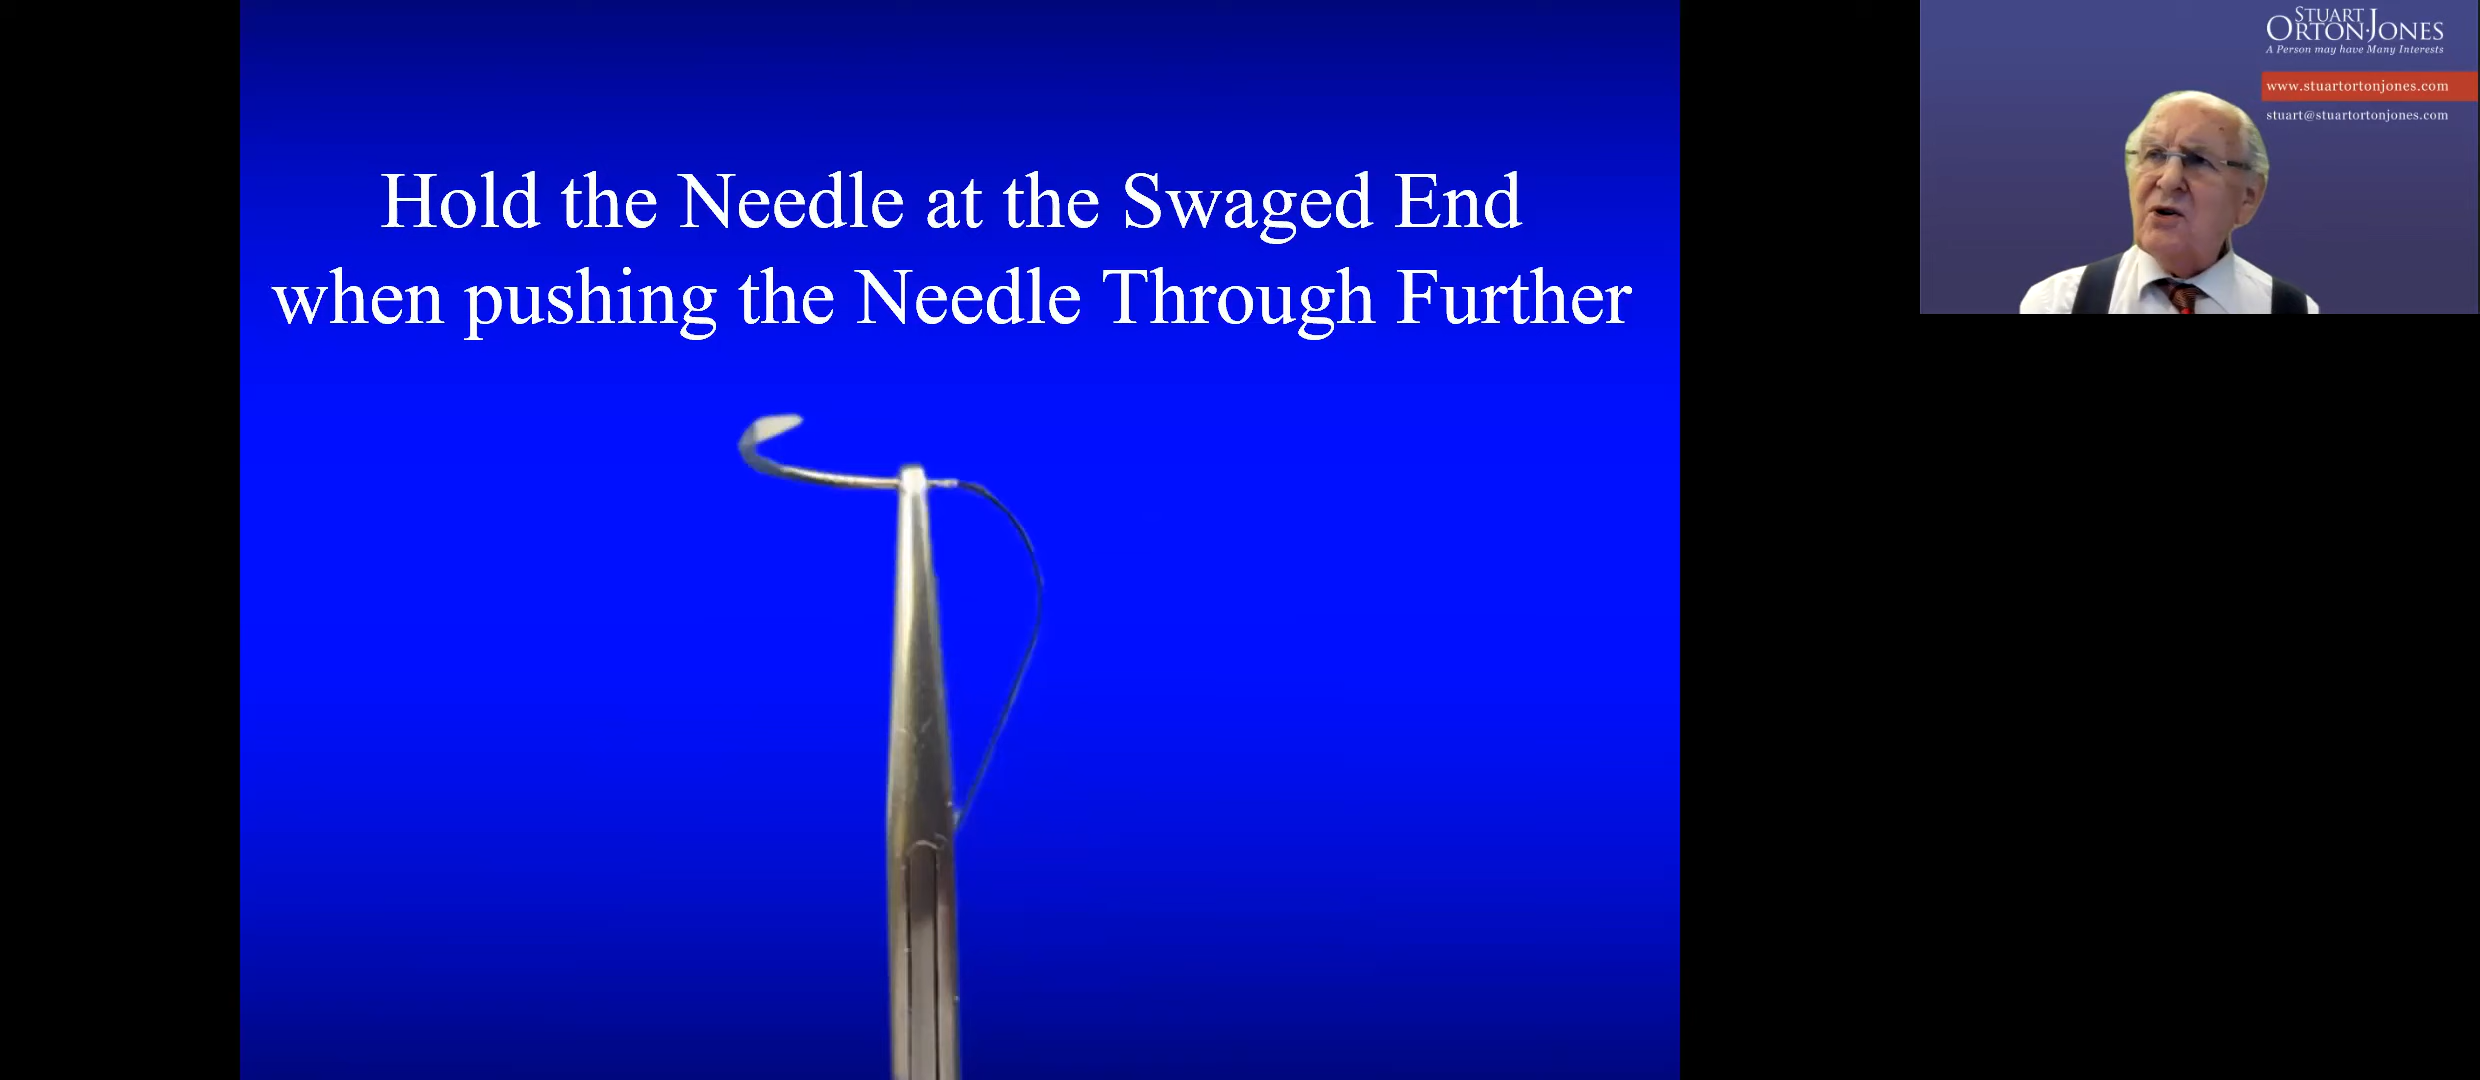 Hold the Needle at the Swaged End
when pushing the Needle Through Further
STUART
ORTON·JONES
A Person may have Many Interests
www.stuartortonjones.com
stuart@stuartortonjones.com